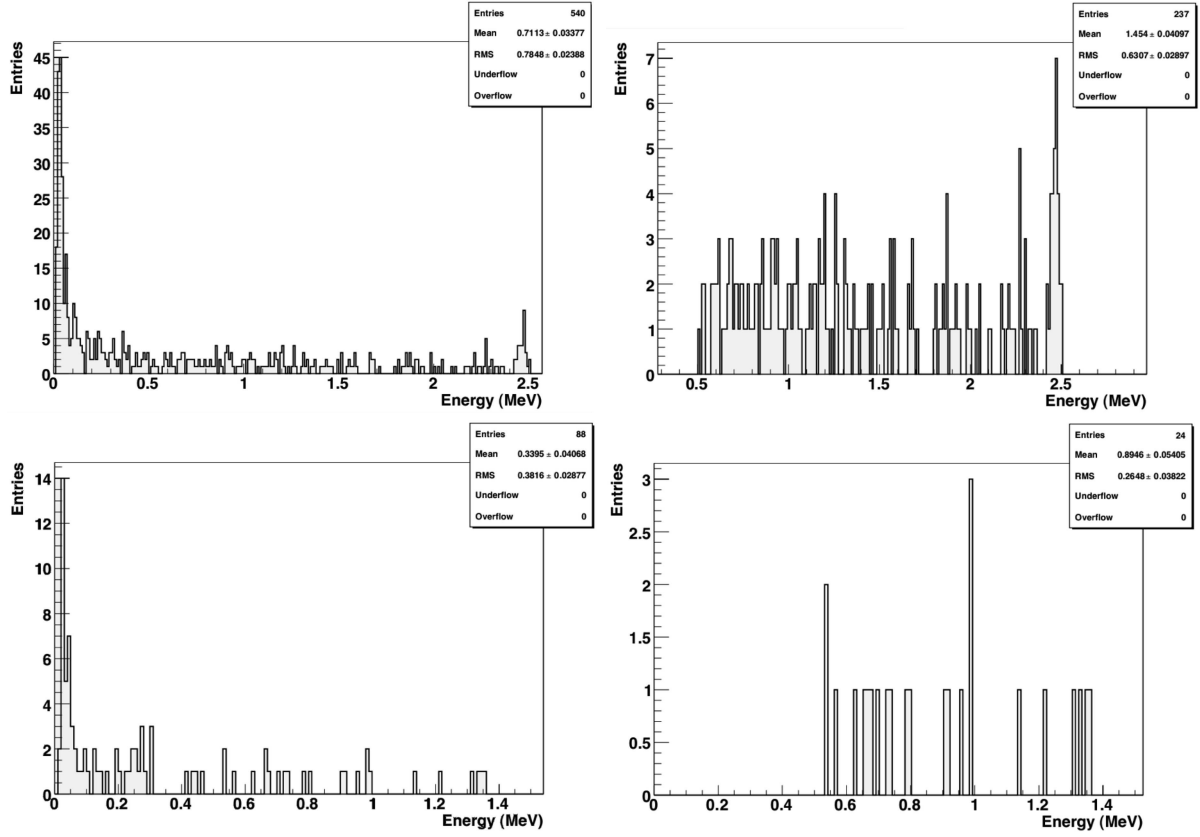 Entries 540
Mean 0.7113 ± 0.03377
RMS 0.7848 ± 0.02388
Underflow 0
Overflow 0
Entries
45
40
35
30
25
20
15
10
5
0
0 0.5 1 1.5 2 2.5
Energy (MeV)
Entries 237
Mean 1.454 ± 0.04097
RMS 0.6307 ± 0.02897
Underflow 0
Overflow 0
Entries
7
6
5
4
3
2
1
0
0.5 1 1.5 2 2.5
Energy (MeV)
Entries 88
Mean 0.3395 ± 0.04068
RMS 0.3816 ± 0.02877
Underflow 0
Overflow 0
Entries
14
12
10
8
6
4
2
0
0 0.2 0.4 0.6 0.8 1 1.2 1.4
Energy (MeV)
Entries 24
Mean 0.8946 ± 0.05405
RMS 0.2648 ± 0.03822
Underflow 0
Overflow 0
Entries
3
2.5
2
1.5
1
0.5
0
0 0.2 0.4 0.6 0.8 1 1.2 1.4
Energy (MeV)